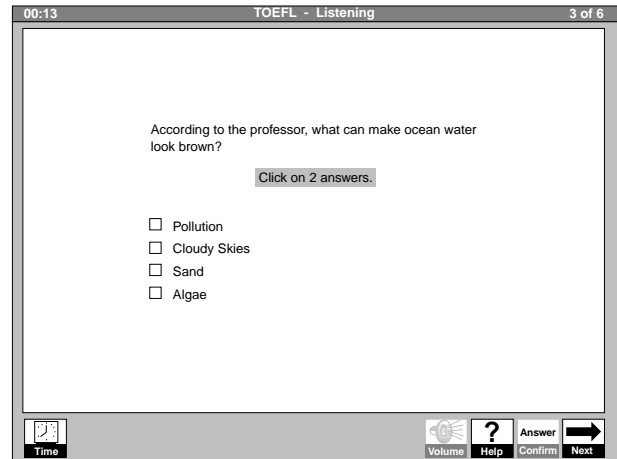 00:13 TOEFL - Listening 3 of 6
According to the professor, what can make ocean water
look brown?
Click on 2 answers.
Pollution
Cloudy Skies
Sand
Algae
Time
Volume
?
Help
Answer
Confirm
Next